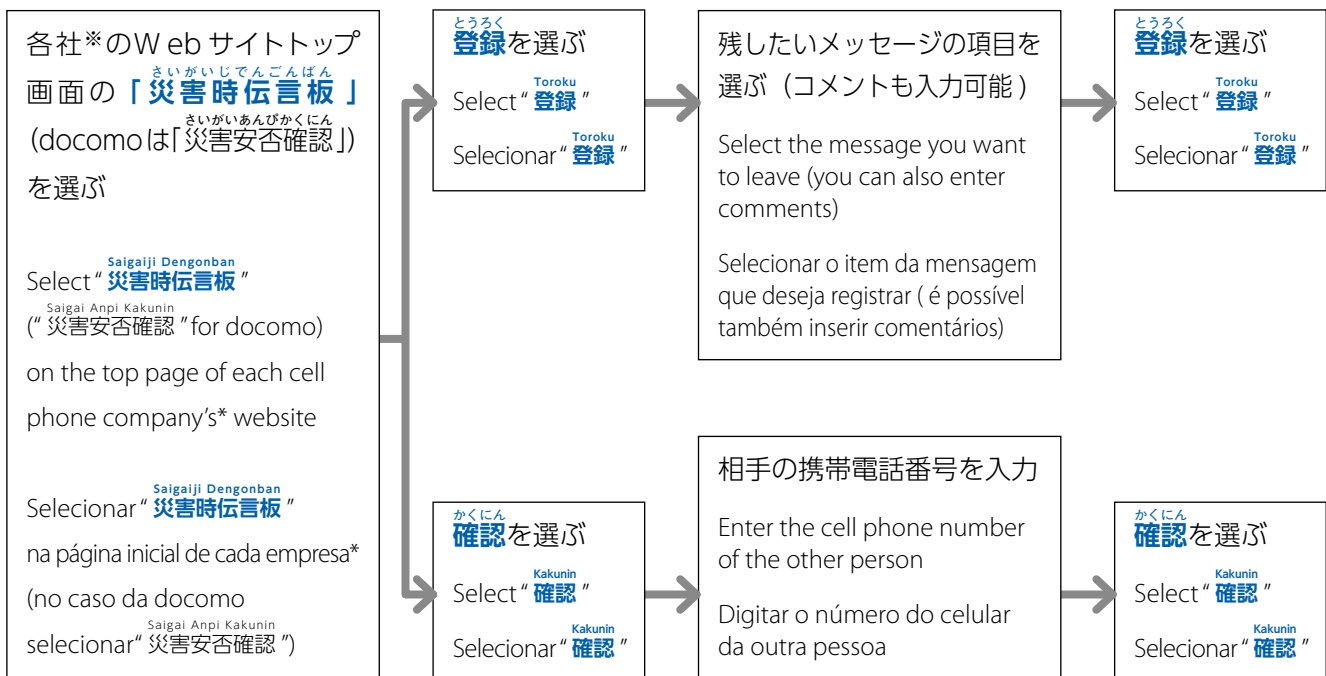 各社※のWebサイトトップ
さいがいじでんごんばん
画面の「災害時伝言板」
さいがいあんぴかくにん
(docomoは「災害安否確認」)
を選ぶ
Saigaiji Dengonban
Select“災害時伝言板”
Saigai Anpi Kakunin
(“災害安否確認”for docomo)
on the top page of each cell
phone company's* website
Saigaiji Dengonban
Selecionar“災害時伝言板”
na página inicial de cada empresa*
(no caso da docomo
Saigai Anpi Kakunin
selecionar“災害安否確認”)
とうろく
登録を選ぶ
Toroku
Select“登録”
Toroku
Selecionar“登録”
残したいメッセージの項目を
選ぶ（コメントも入力可能）
Select the message you want
to leave (you can also enter
comments)
Selecionar o item da mensagem
que deseja registrar ( é possível
também inserir comentários)
とうろく
登録を選ぶ
Toroku
Select“登録”
Toroku
Selecionar“登録”
かくにん
確認を選ぶ
Kakunin
Select“確認”
Kakunin
Selecionar“確認”
相手の携帯電話番号を入力
Enter the cell phone number
of the other person
Digitar o número do celular
da outra pessoa
かくにん
確認を選ぶ
Kakunin
Select“確認”
Kakunin
Selecionar“確認”